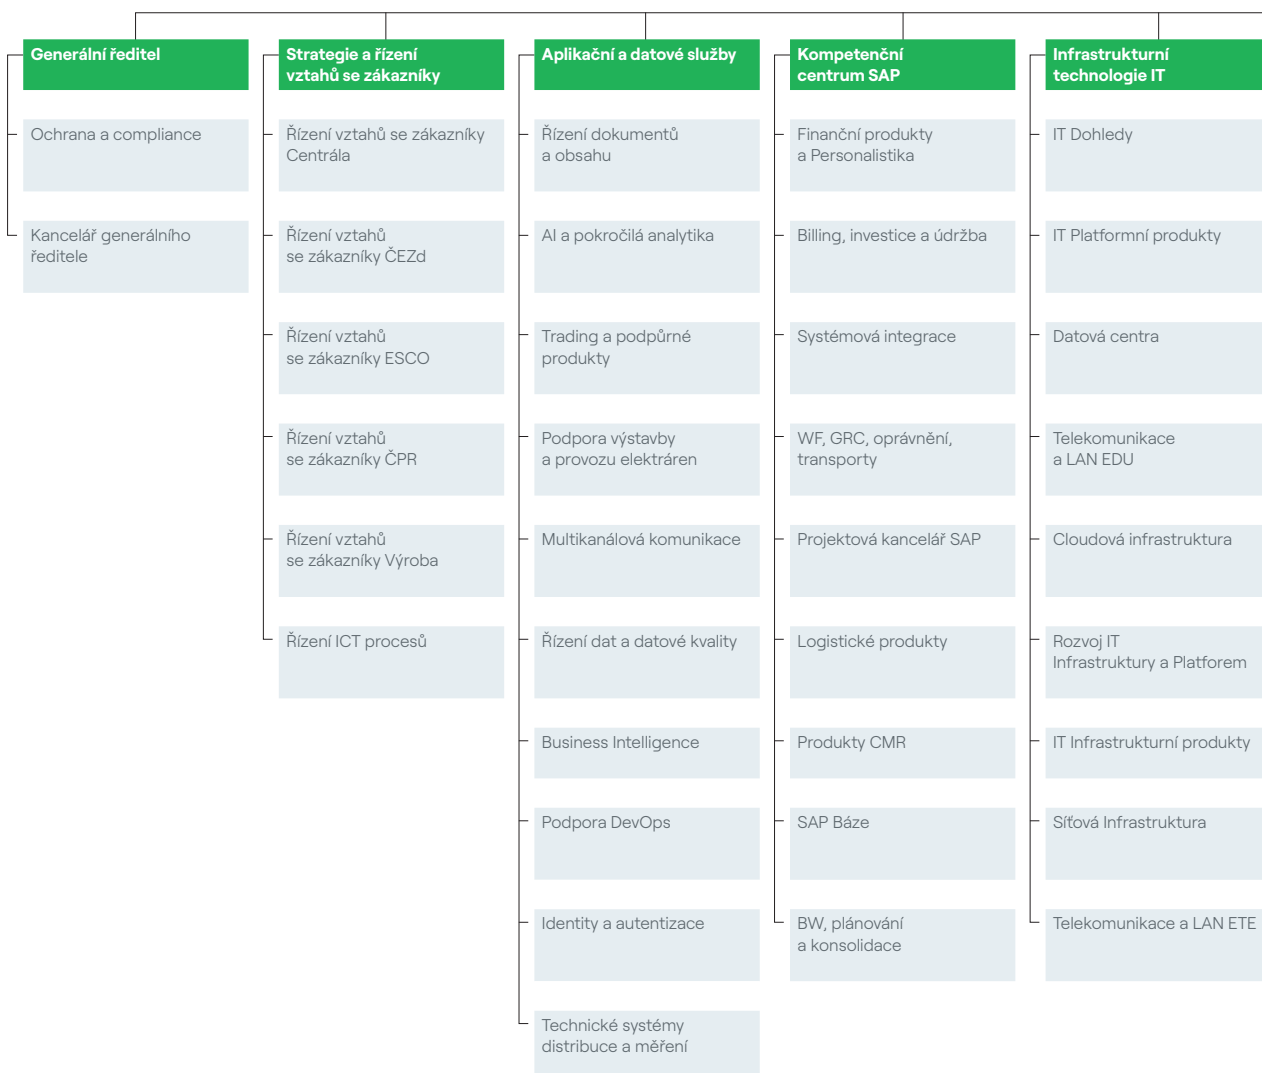 Generální ředitel
Ochrana a compliance
Kancelář generálního
ředitele
Strategie a řízení
vztahů se zákazníky
Řízení vztahů se zákazníky
Centrála
Řízení vztahů
se zákazníky ČEZd
Řízení vztahů
se zákazníky ESCO
Řízení vztahů
se zákazníky ČPR
Řízení vztahů
se zákazníky Výroba
Řízení ICT procesů
Aplikační a datové služby
Řízení dokumentů
a obsahu
AI a pokročilá analytika
Trading a podpůrné
produkty
Podpora výstavby
a provozu elektráren
Multikanálová komunikace
Řízení dat a datové kvality
Business Intelligence
Podpora DevOps
Identity a autentizace
Technické systémy
distribuce a měření
Kompetenční
centrum SAP
Finanční produkty
a Personalistika
Billing, investice a údržba
Systémová integrace
WF, GRC, oprávnění,
transporty
Projektová kancelář SAP
Logistické produkty
Produkty CMR
SAP Báze
BW, plánování
a konsolidace
Infrastrukturní
technologie IT
IT Dohledy
IT Platformní produkty
Datová centra
Telekomunikace
a LAN EDU
Cloudová infrastruktura
Rozvoj IT
Infrastruktury a Platforem
IT Infrastrukturní produkty
Síťová Infrastruktura
Telekomunikace a LAN ETE